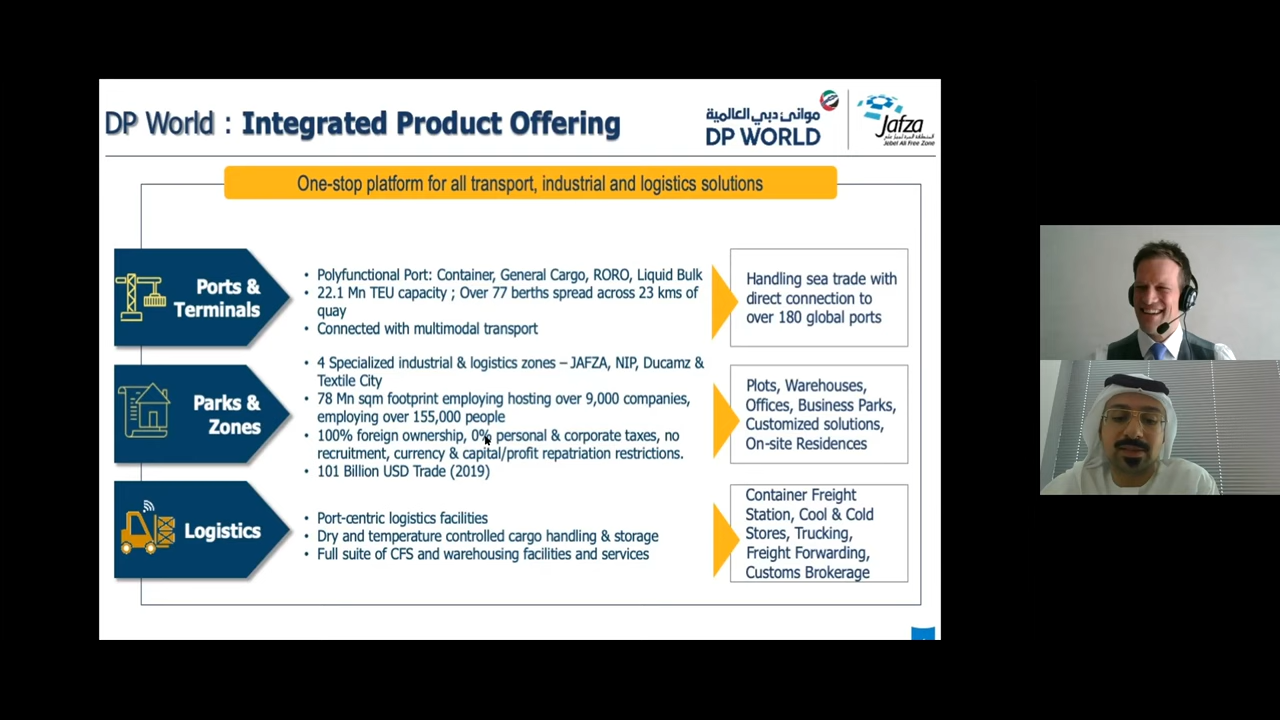 DP World : Integrated Product Offering
موانئ دبي العالمية
DP WORLD
Jafza
Jebel Ali Free Zone
One-stop platform for all transport, industrial and logistics solutions
Ports &
Terminals
• Polyfunctional Port: Container, General Cargo, RORO, Liquid Bulk
• 22.1 Mn TEU capacity ; Over 77 berths spread across 23 kms of
quay
• Connected with multimodal transport
Handling sea trade with
direct connection to
over 180 global ports
Parks &
Zones
• 4 Specialized industrial & logistics zones – JAFZA, NIP, Ducamz &
Textile City
• 78 Mn sqm footprint employing hosting over 9,000 companies,
employing over 155,000 people
• 100% foreign ownership, 0% personal & corporate taxes, no
recruitment, currency & capital/profit repatriation restrictions.
• 101 Billion USD Trade (2019)
Plots, Warehouses,
Offices, Business Parks,
Customized solutions,
On-site Residences
Logistics
• Port-centric logistics facilities
• Dry and temperature controlled cargo handling & storage
• Full suite of CFS and warehousing facilities and services
Container Freight
Station, Cool & Cold
Stores, Trucking,
Freight Forwarding,
Customs Brokerage